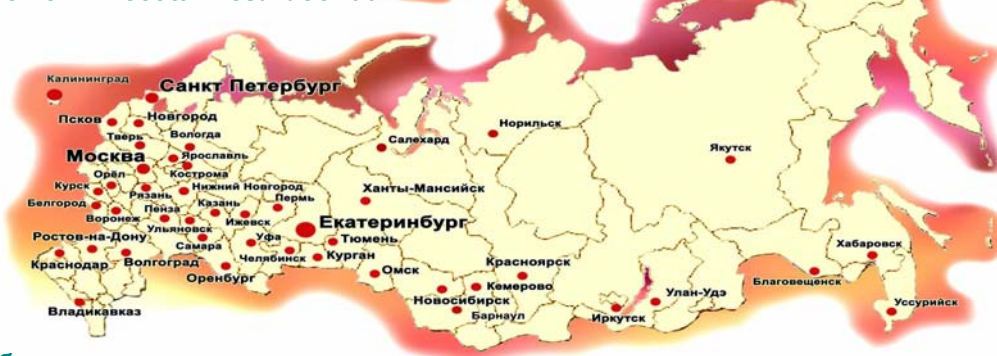 Калининград
Санкт Петербург
Псков
Новгород
Норильск
Тверь
Вологда
Салехард
Москва
Ярославль
Якутск
Орёл
Кострома
Курск
Рязань
Нижний Новгород
Ханты-Мансийск
Белгород
Пенза
Казань
Пермь
Воронеж
Ижевск
Екатеринбург
Ульяновск
Ростов-на-Дону
Самара
Уфа
Тюмень
Хабаровск
Краснодар
Волгоград
Челябинск
Курган
Красноярск
Оренбург
Омск
Кемерово
Благовещенск
Новосибирск
Улан-Удэ
Уссурийск
Владикавказ
Барнаул
Иркутск